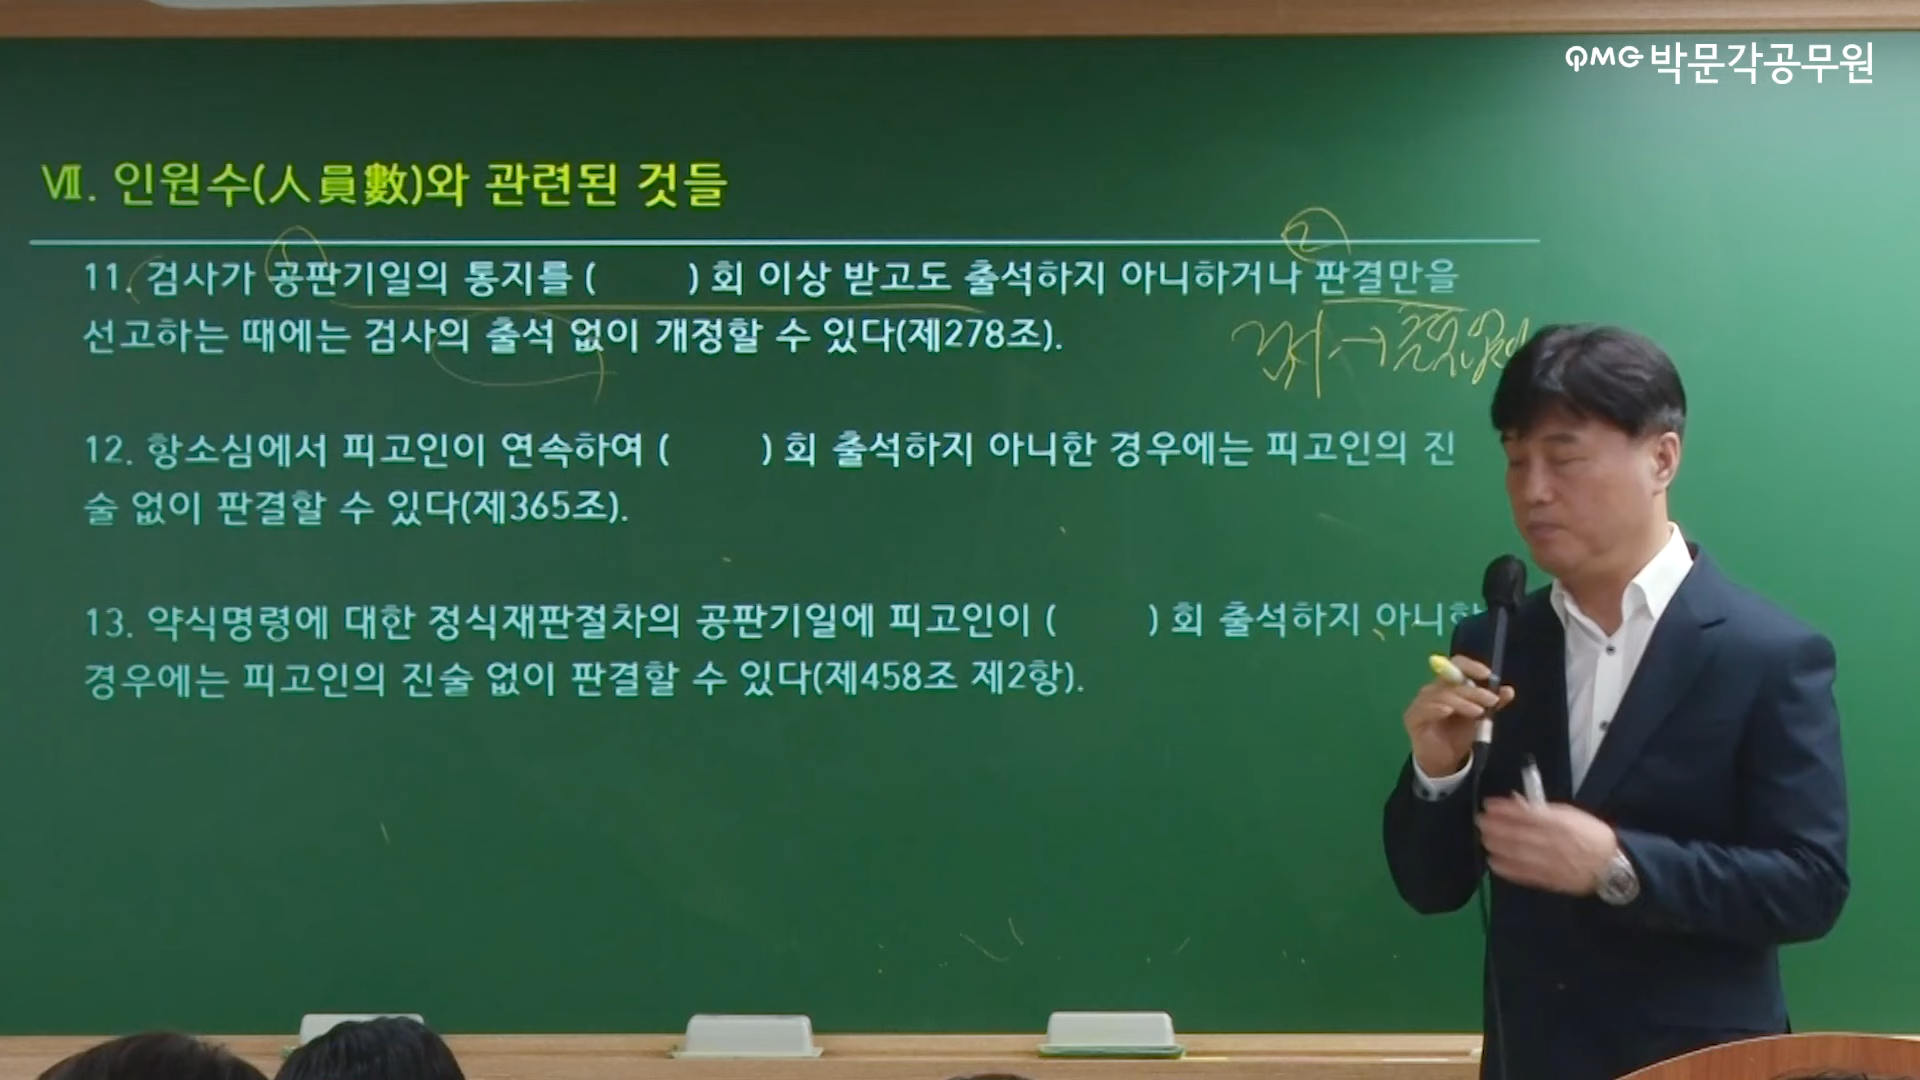 PMG 박문각공무원
Ⅶ. 인원수(人員數)와 관련된 것들
11. 검사가 공판기일의 통지를 (        ) 회 이상 받고도 출석하지 아니하거나 판결만을
선고하는 때에는 검사의 출석 없이 개정할 수 있다(제278조).
12. 항소심에서 피고인이 연속하여 (        ) 회 출석하지 아니한 경우에는 피고인의 진
술 없이 판결할 수 있다(제365조).
13. 약식명령에 대한 정식재판절차의 공판기일에 피고인이 (        ) 회 출석하지 아니한
경우에는 피고인의 진술 없이 판결할 수 있다(제458조 제2항).